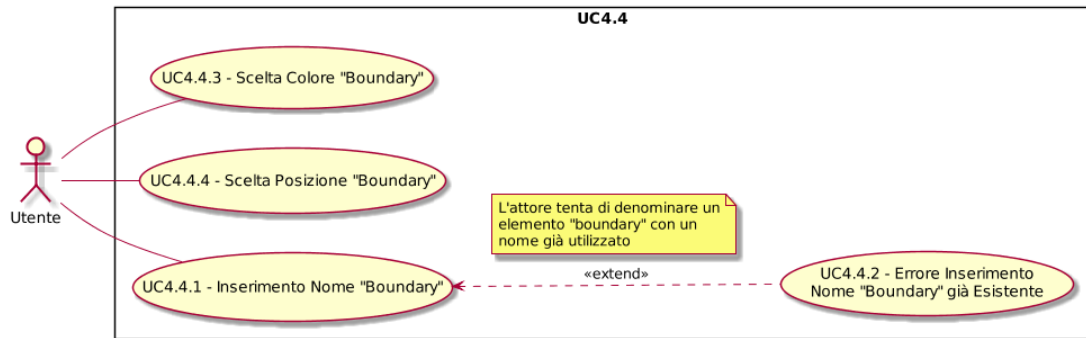 UC4.4
UC4.4.3 - Scelta Colore "Boundary"
UC4.4.4 - Scelta Posizione "Boundary"
Utente
L'attore tenta di denominare un
elemento "boundary" con un
nome già utilizzato
«extend»
UC4.4.1 - Inserimento Nome "Boundary"
UC4.4.2 - Errore Inserimento
Nome "Boundary" già Esistente